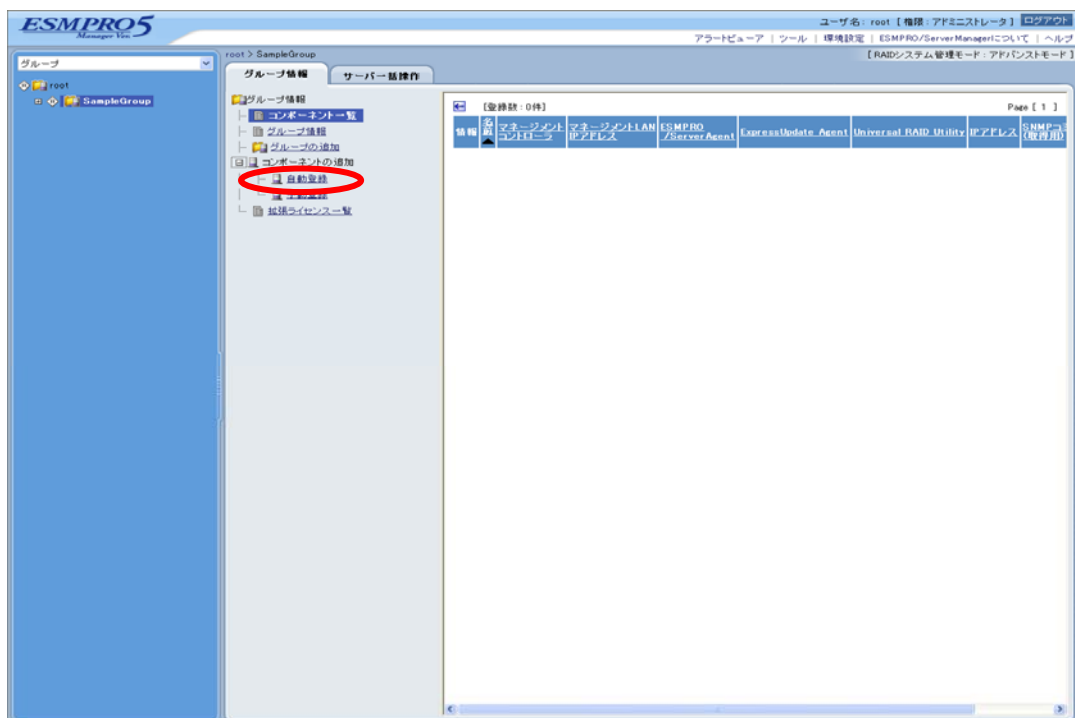 ESMPRO5
Manager Ver.
ユーザ名: root [ 権限 : アドミニストレータ ] ログアウト
アラートビューア | ツール | 環境設定 | ESMPRO/ServerManagerについて | ヘルプ
グループ
root > SampleGroup
[ RAIDシステム管理モード : アドバンストモード ]
グループ情報 サーバ一括操作
root
SampleGroup
グループ情報
コンポーネント一覧
グループ情報
グループの追加
コンポーネントの追加
自動登録
拡張ライセンス一覧
[登録数 : 0件] Page [ 1 ]
情報 名前▲ マネージメントコントローラ マネージメントLAN IPアドレス ESMPRO/ServerAgent ExpressUpdate Agent Universal RAID Utility IPアドレス SNMPコミ (取得用)